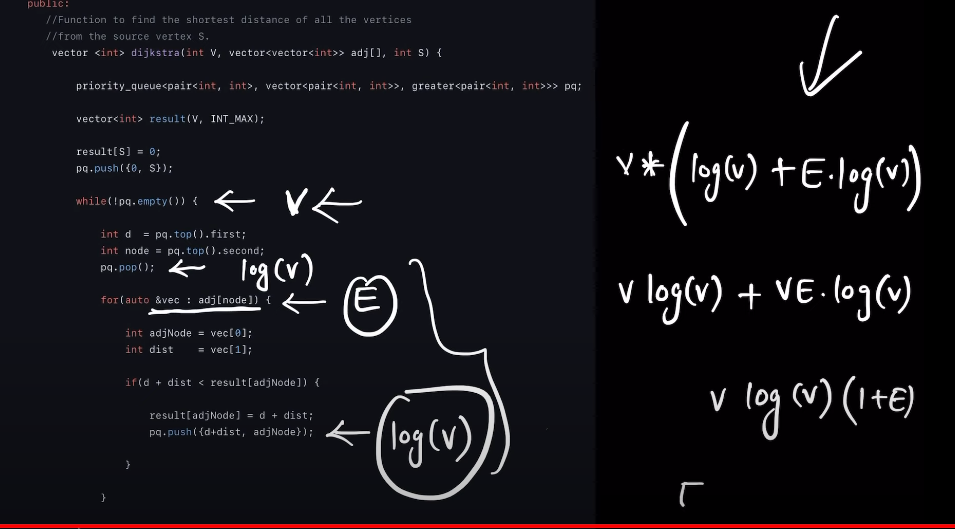 public:
//Function to find the shortest distance of all the vertices
//from the source vertex S.
vector <int> dijkstra(int V, vector<vector<int>> adj[], int S) {
priority_queue<pair<int, int>, vector<pair<int, int>>, greater<pair<int, int>>> pq;
vector<int> result(V, INT_MAX);
result[S] = 0;
pq.push({0, S});
while(!pq.empty()) { ← V ←
int d = pq.top().first;
int node = pq.top().second;
pq.pop(); ← log(V)
for(auto &vec : adj[node]) { ← E
int adjNode = vec[0];
int dist = vec[1];
if(d + dist < result[adjNode]) {
result[adjNode] = d + dist;
pq.push({d+dist, adjNode}); ← log(V)
}
}
V * (log(V) + E·log(V))
V log(V) + VE·log(V)
V log(V) (1+E)